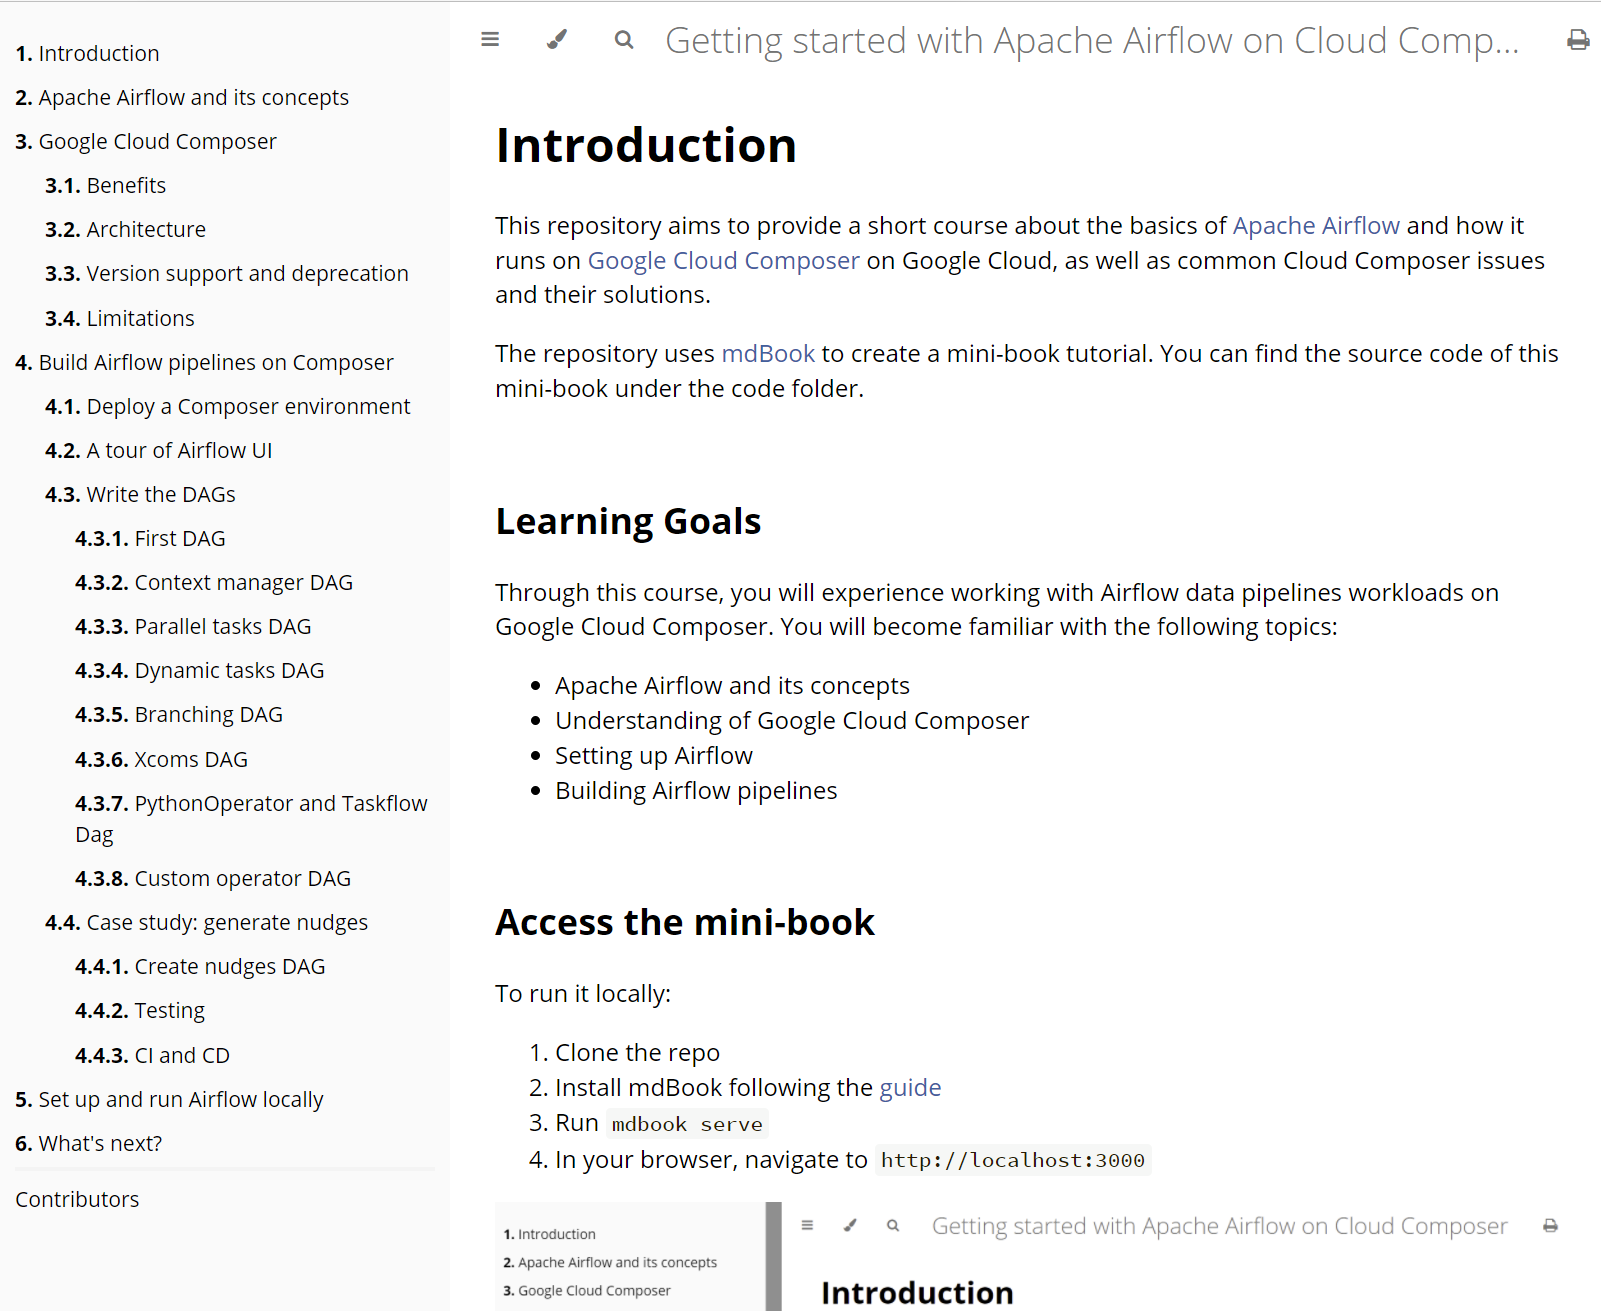 1. Introduction
2. Apache Airflow and its concepts
3. Google Cloud Composer
3.1. Benefits
3.2. Architecture
3.3. Version support and deprecation
3.4. Limitations
4. Build Airflow pipelines on Composer
4.1. Deploy a Composer environment
4.2. A tour of Airflow UI
4.3. Write the DAGs
4.3.1. First DAG
4.3.2. Context manager DAG
4.3.3. Parallel tasks DAG
4.3.4. Dynamic tasks DAG
4.3.5. Branching DAG
4.3.6. Xcoms DAG
4.3.7. PythonOperator and Taskflow
Dag
4.3.8. Custom operator DAG
4.4. Case study: generate nudges
4.4.1. Create nudges DAG
4.4.2. Testing
4.4.3. CI and CD
5. Set up and run Airflow locally
6. What's next?
Contributors
Getting started with Apache Airflow on Cloud Comp...
Introduction
This repository aims to provide a short course about the basics of Apache Airflow and how it
runs on Google Cloud Composer on Google Cloud, as well as common Cloud Composer issues
and their solutions.
The repository uses mdBook to create a mini-book tutorial. You can find the source code of this
mini-book under the code folder.
Learning Goals
Through this course, you will experience working with Airflow data pipelines workloads on
Google Cloud Composer. You will become familiar with the following topics:
• Apache Airflow and its concepts
• Understanding of Google Cloud Composer
• Setting up Airflow
• Building Airflow pipelines
Access the mini-book
To run it locally:
1. Clone the repo
2. Install mdBook following the guide
3. Run mdbook serve
4. In your browser, navigate to http://localhost:3000
1. Introduction
2. Apache Airflow and its concepts
3. Google Cloud Composer
Getting started with Apache Airflow on Cloud Composer
Introduction